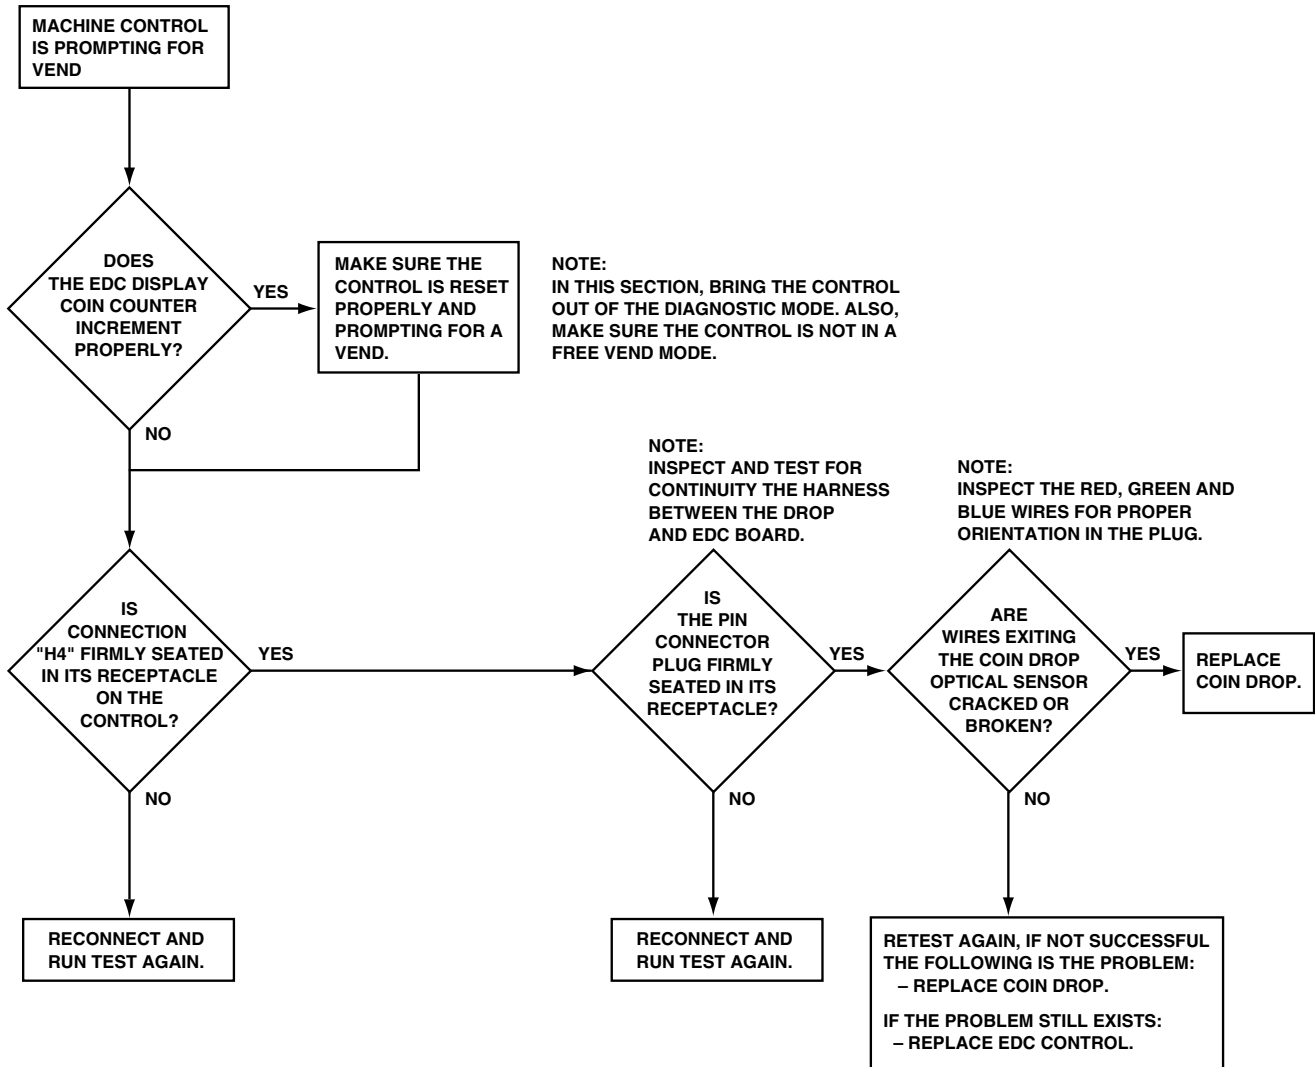 MACHINE CONTROL
IS PROMPTING FOR
VEND
DOES
THE EDC DISPLAY
COIN COUNTER
INCREMENT
PROPERLY?
YES
MAKE SURE THE
CONTROL IS RESET
PROPERLY AND
PROMPTING FOR A
VEND.
NOTE:
IN THIS SECTION, BRING THE CONTROL
OUT OF THE DIAGNOSTIC MODE. ALSO,
MAKE SURE THE CONTROL IS NOT IN A
FREE VEND MODE.
NO
NOTE:
INSPECT AND TEST FOR
CONTINUITY THE HARNESS
BETWEEN THE DROP
AND EDC BOARD.
NOTE:
INSPECT THE RED, GREEN AND
BLUE WIRES FOR PROPER
ORIENTATION IN THE PLUG.
IS
CONNECTION
"H4" FIRMLY SEATED
IN ITS RECEPTACLE
ON THE
CONTROL?
YES
IS
THE PIN
CONNECTOR
PLUG FIRMLY
SEATED IN ITS
RECEPTACLE?
YES
ARE
WIRES EXITING
THE COIN DROP
OPTICAL SENSOR
CRACKED OR
BROKEN?
YES
REPLACE
COIN DROP.
NO
NO
NO
RECONNECT AND
RUN TEST AGAIN.
RECONNECT AND
RUN TEST AGAIN.
RETEST AGAIN, IF NOT SUCCESSFUL
THE FOLLOWING IS THE PROBLEM:
– REPLACE COIN DROP.
IF THE PROBLEM STILL EXISTS:
– REPLACE EDC CONTROL.